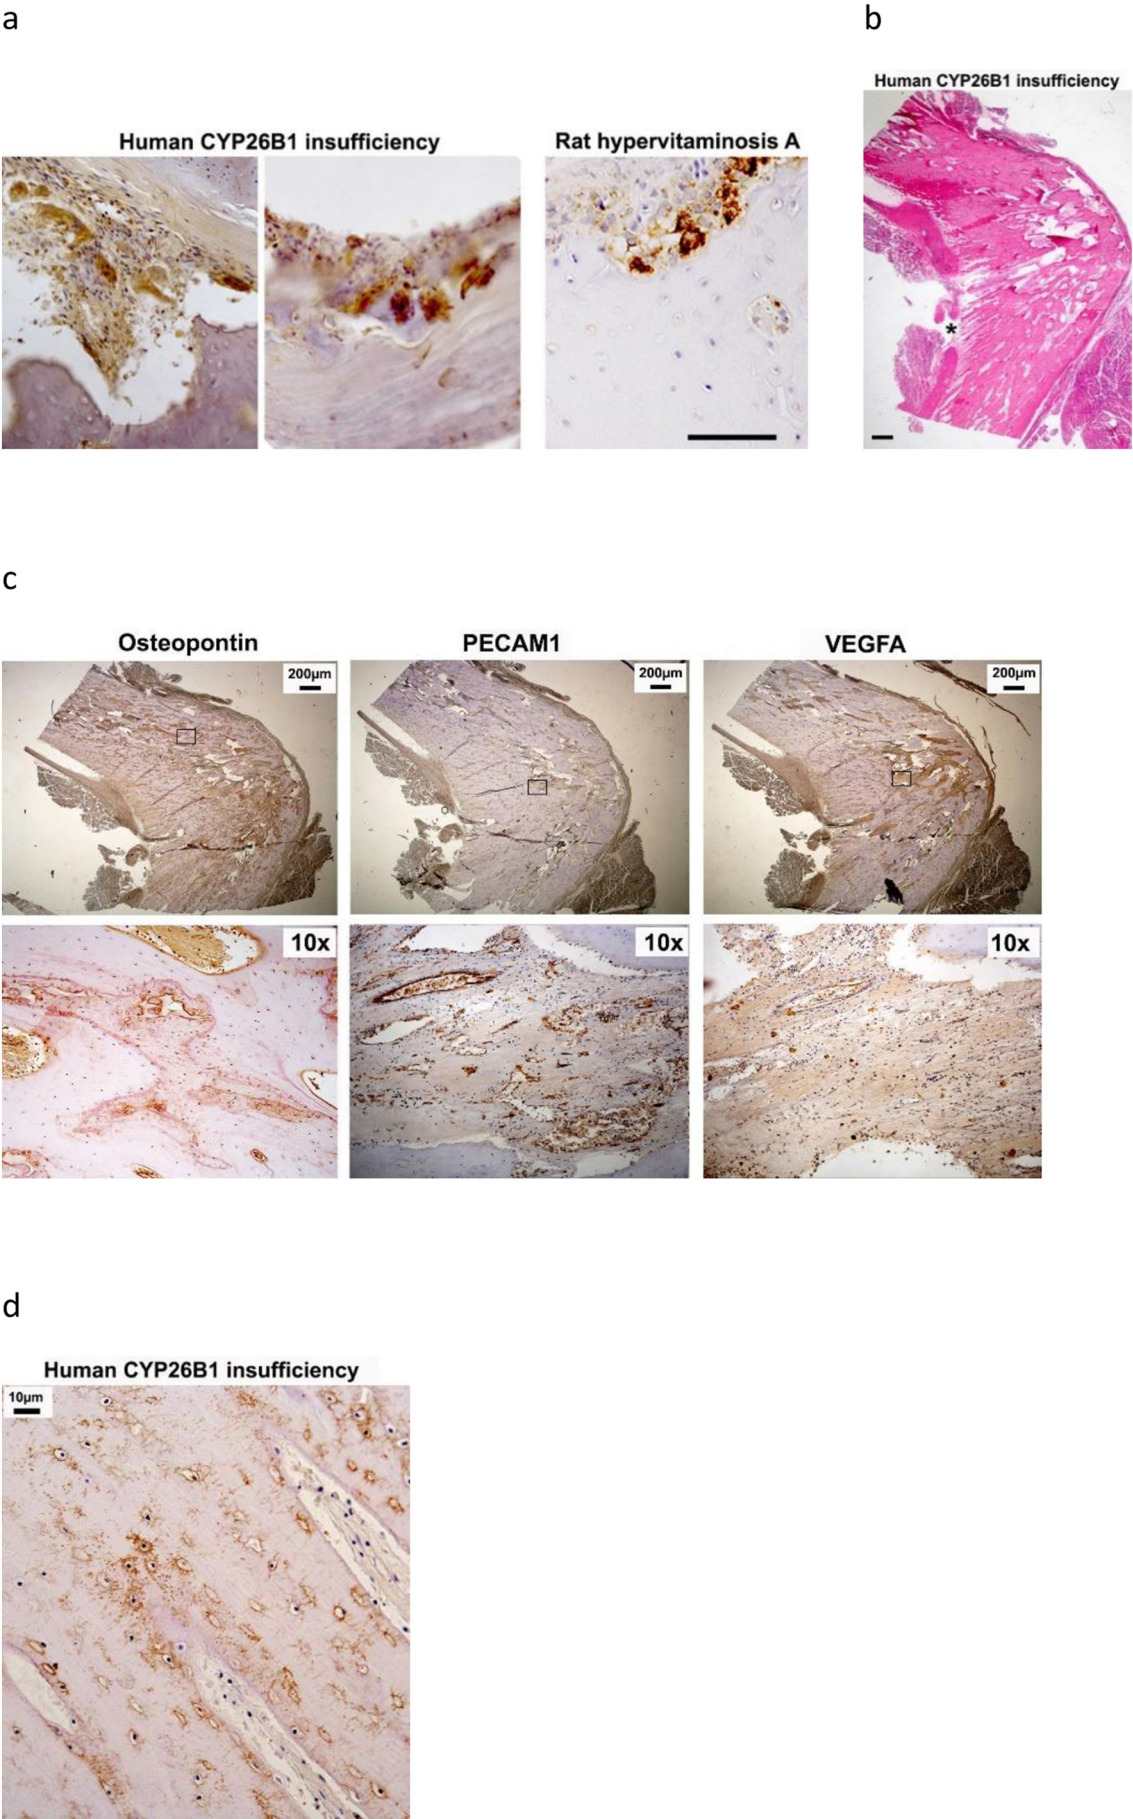 a
b
Human CYP26B1 insufficiency
Rat hypervitaminosis A
Human CYP26B1 insufficiency
*
c
Osteopontin
PECAM1
VEGFA
200µm
200µm
200µm
10x
10x
10x
d
Human CYP26B1 insufficiency
10µm